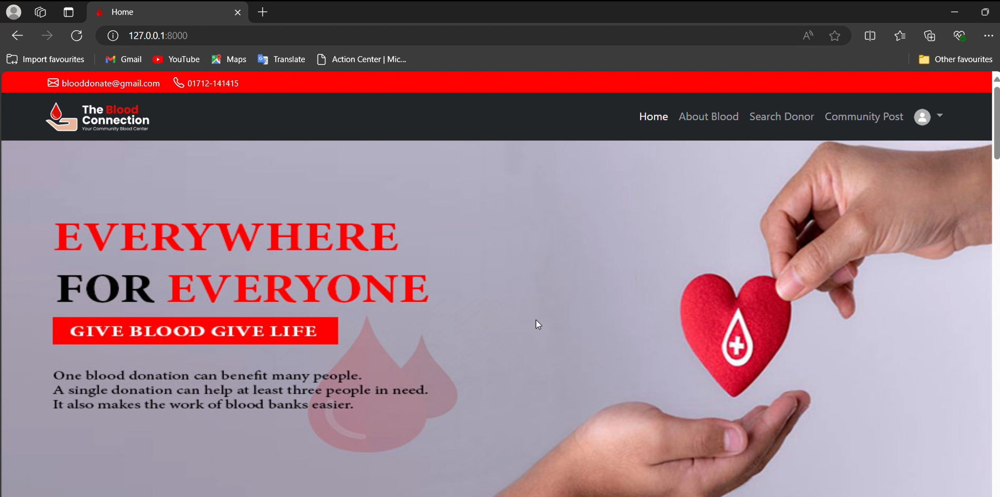 Home
127.0.0.1:8000
Import favourites
Gmail
YouTube
Maps
Translate
Action Center | Mic...
Other favourites
blooddonate@gmail.com
01712-141415
The Blood
Connection
Your Community Blood Center
Home
About Blood
Search Donor
Community Post
EVERYWHERE
FOR EVERYONE
GIVE BLOOD GIVE LIFE
One blood donation can benefit many people.
A single donation can help at least three people in need.
It also makes the work of blood banks easier.